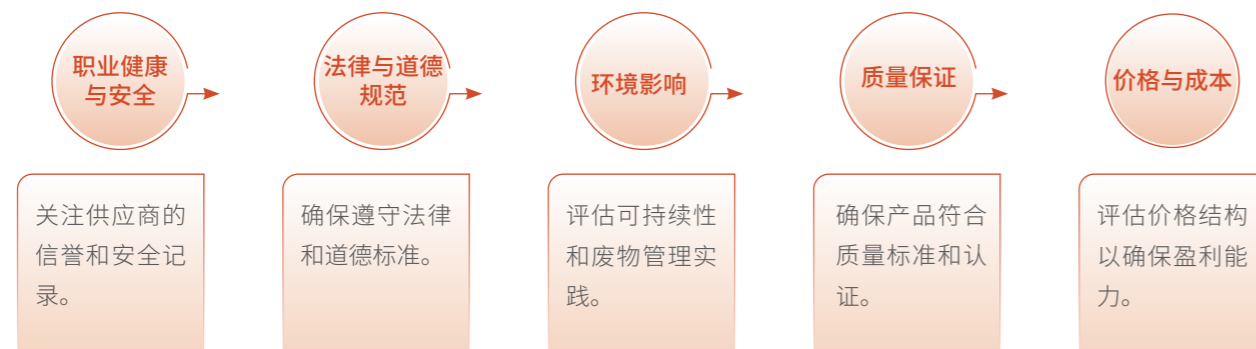 职业健康
与安全
法律与道德
规范
环境影响
质量保证
价格与成本
关注供应商的
信誉和安全记
录。
确保遵守法律
和道德标准。
评估可持续性
和废物管理实
践。
确保产品符合
质量标准和认
证。
评估价格结构
以确保盈利能
力。